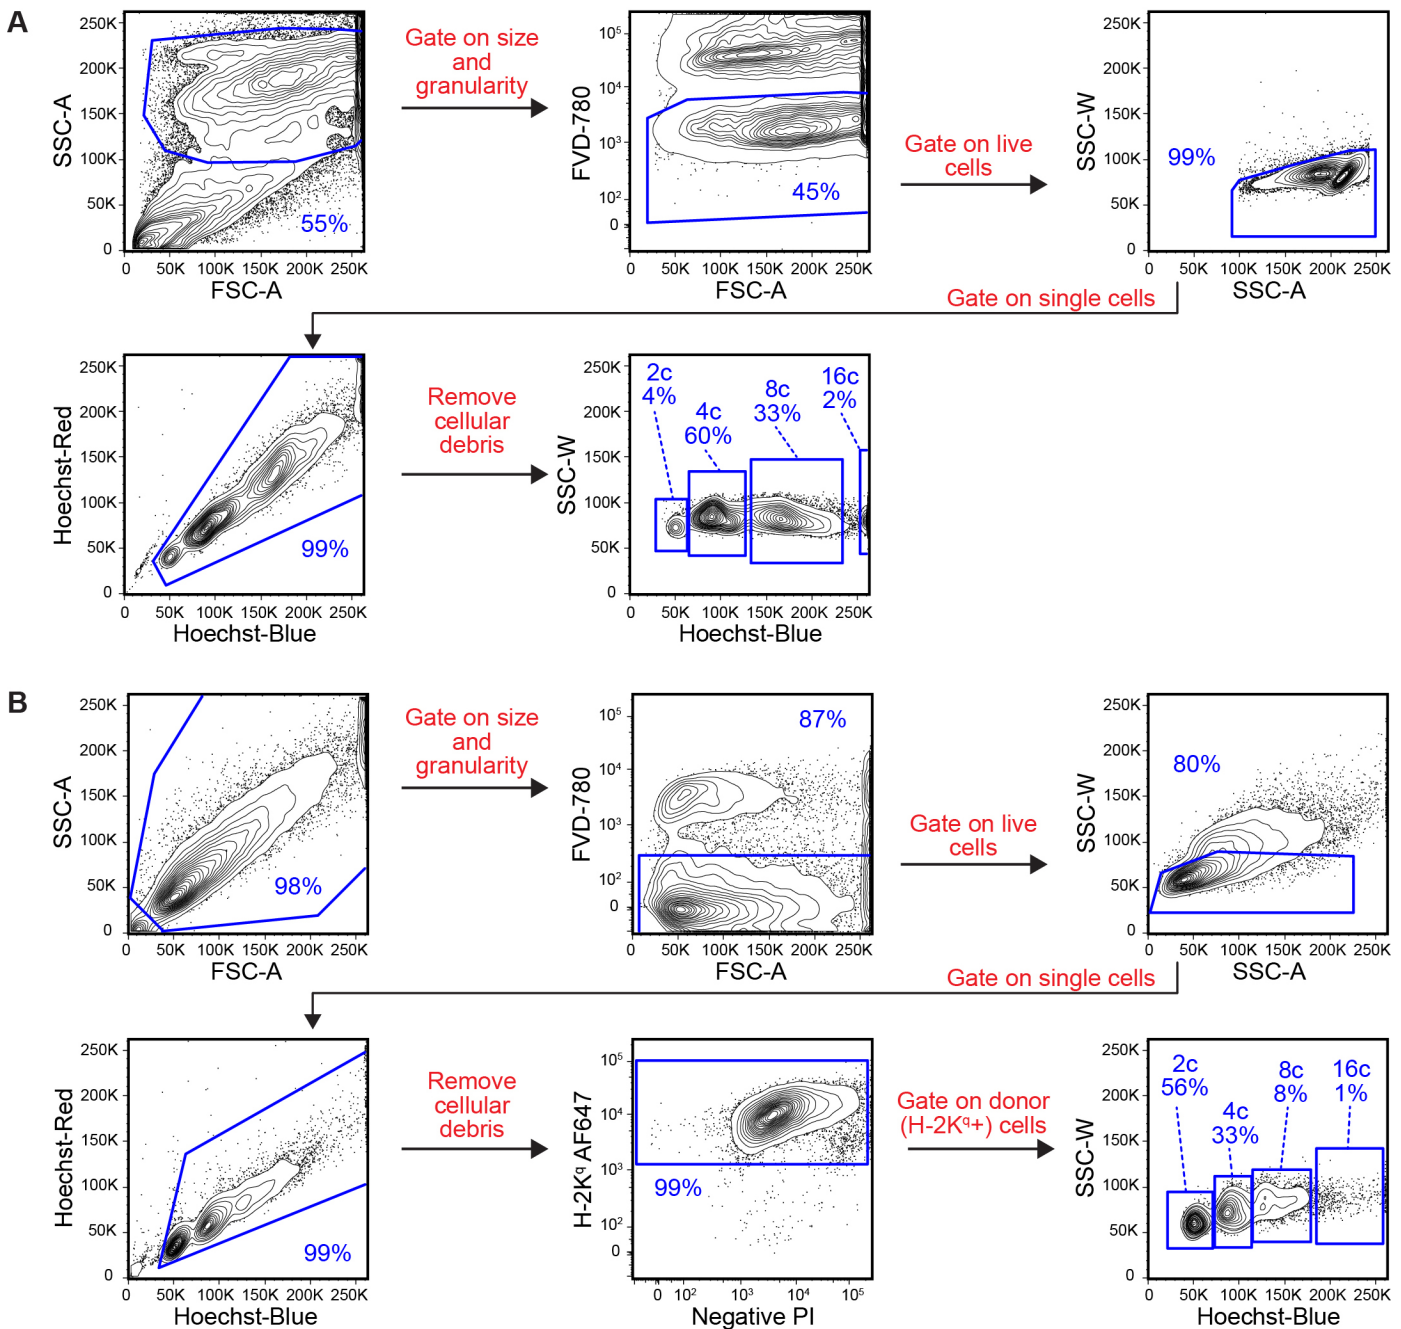 A
SSC-A
250K
200K
150K
100K
50K
0
55%
0 50K 100K 150K 200K 250K
FSC-A
Gate on size
and
granularity
FVD-780
10⁵
10⁴
10³
10²
0
45%
0 50K 100K 150K 200K 250K
FSC-A
Gate on live
cells
SSC-W
250K
200K
150K
100K
50K
0
99%
0 50K 100K 150K 200K 250K
SSC-A
Gate on single cells
Hoechst-Red
250K
200K
150K
100K
50K
0
99%
0 50K 100K 150K 200K 250K
Hoechst-Blue
Remove
cellular
debris
SSC-W
250K
200K
150K
100K
50K
0
2c
4%
4c
60%
8c
33%
16c
2%
0 50K 100K 150K 200K 250K
Hoechst-Blue
B
SSC-A
250K
200K
150K
100K
50K
0
98%
0 50K 100K 150K 200K 250K
FSC-A
Gate on size
and
granularity
FVD-780
10⁵
10⁴
10³
10²
0
87%
0 50K 100K 150K 200K 250K
FSC-A
Gate on live
cells
SSC-W
250K
200K
150K
100K
50K
0
80%
0 50K 100K 150K 200K 250K
SSC-A
Gate on single cells
Hoechst-Red
250K
200K
150K
100K
50K
0
99%
0 50K 100K 150K 200K 250K
Hoechst-Blue
Remove
cellular
debris
H-2Kq AF647
10⁵
10⁴
10³
10²
0
99%
0 10² 10³ 10⁴ 10⁵
Negative PI
Gate on donor
(H-2Kq+) cells
SSC-W
250K
200K
150K
100K
50K
0
2c
56%
4c
33%
8c
8%
16c
1%
0 50K 100K 150K 200K 250K
Hoechst-Blue